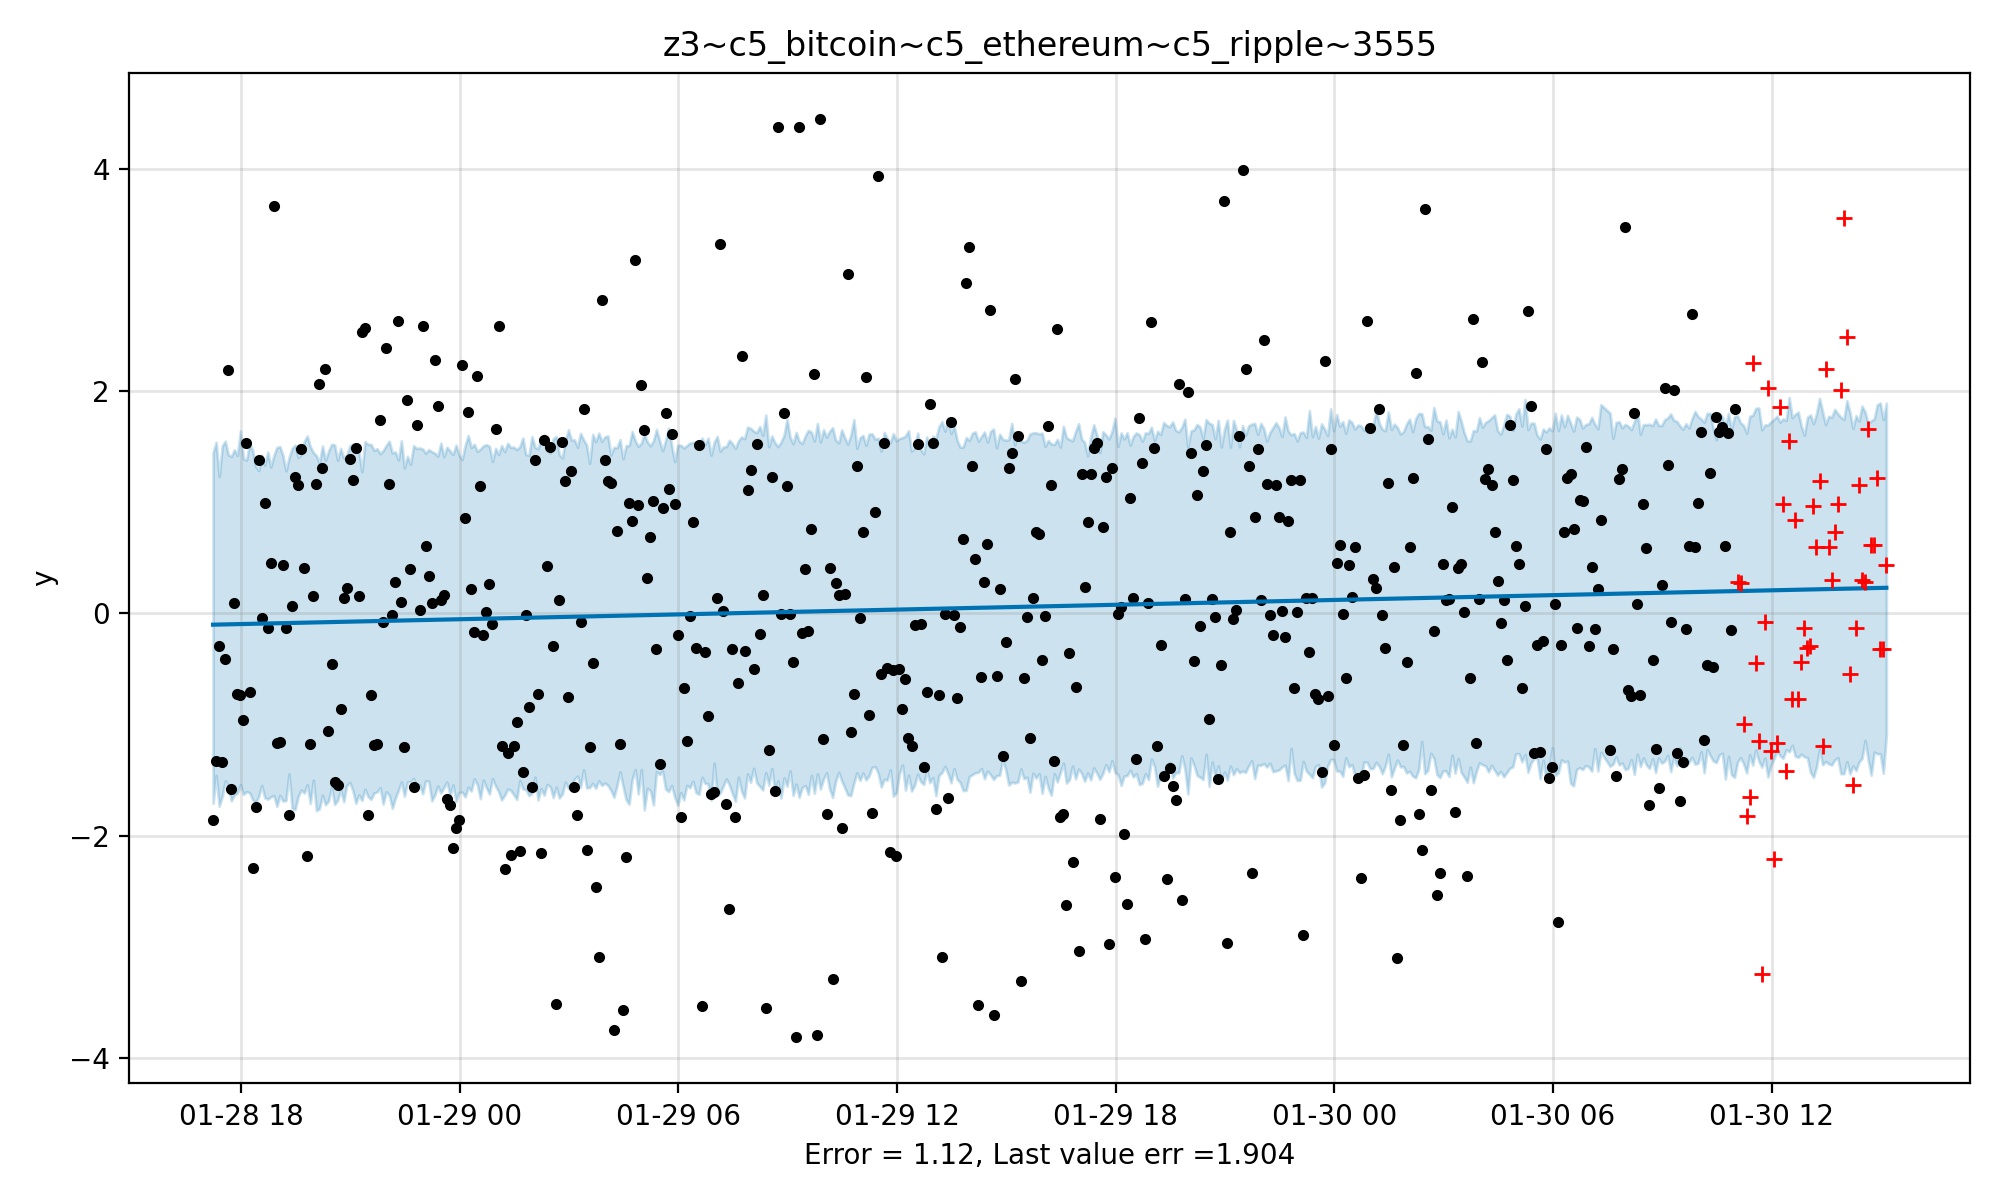 z3~c5_bitcoin~c5_ethereum~c5_ripple~3555
y
4
2
0
−2
−4
01-28 18 01-29 00 01-29 06 01-29 12 01-29 18 01-30 00 01-30 06 01-30 12
Error = 1.12, Last value err =1.904